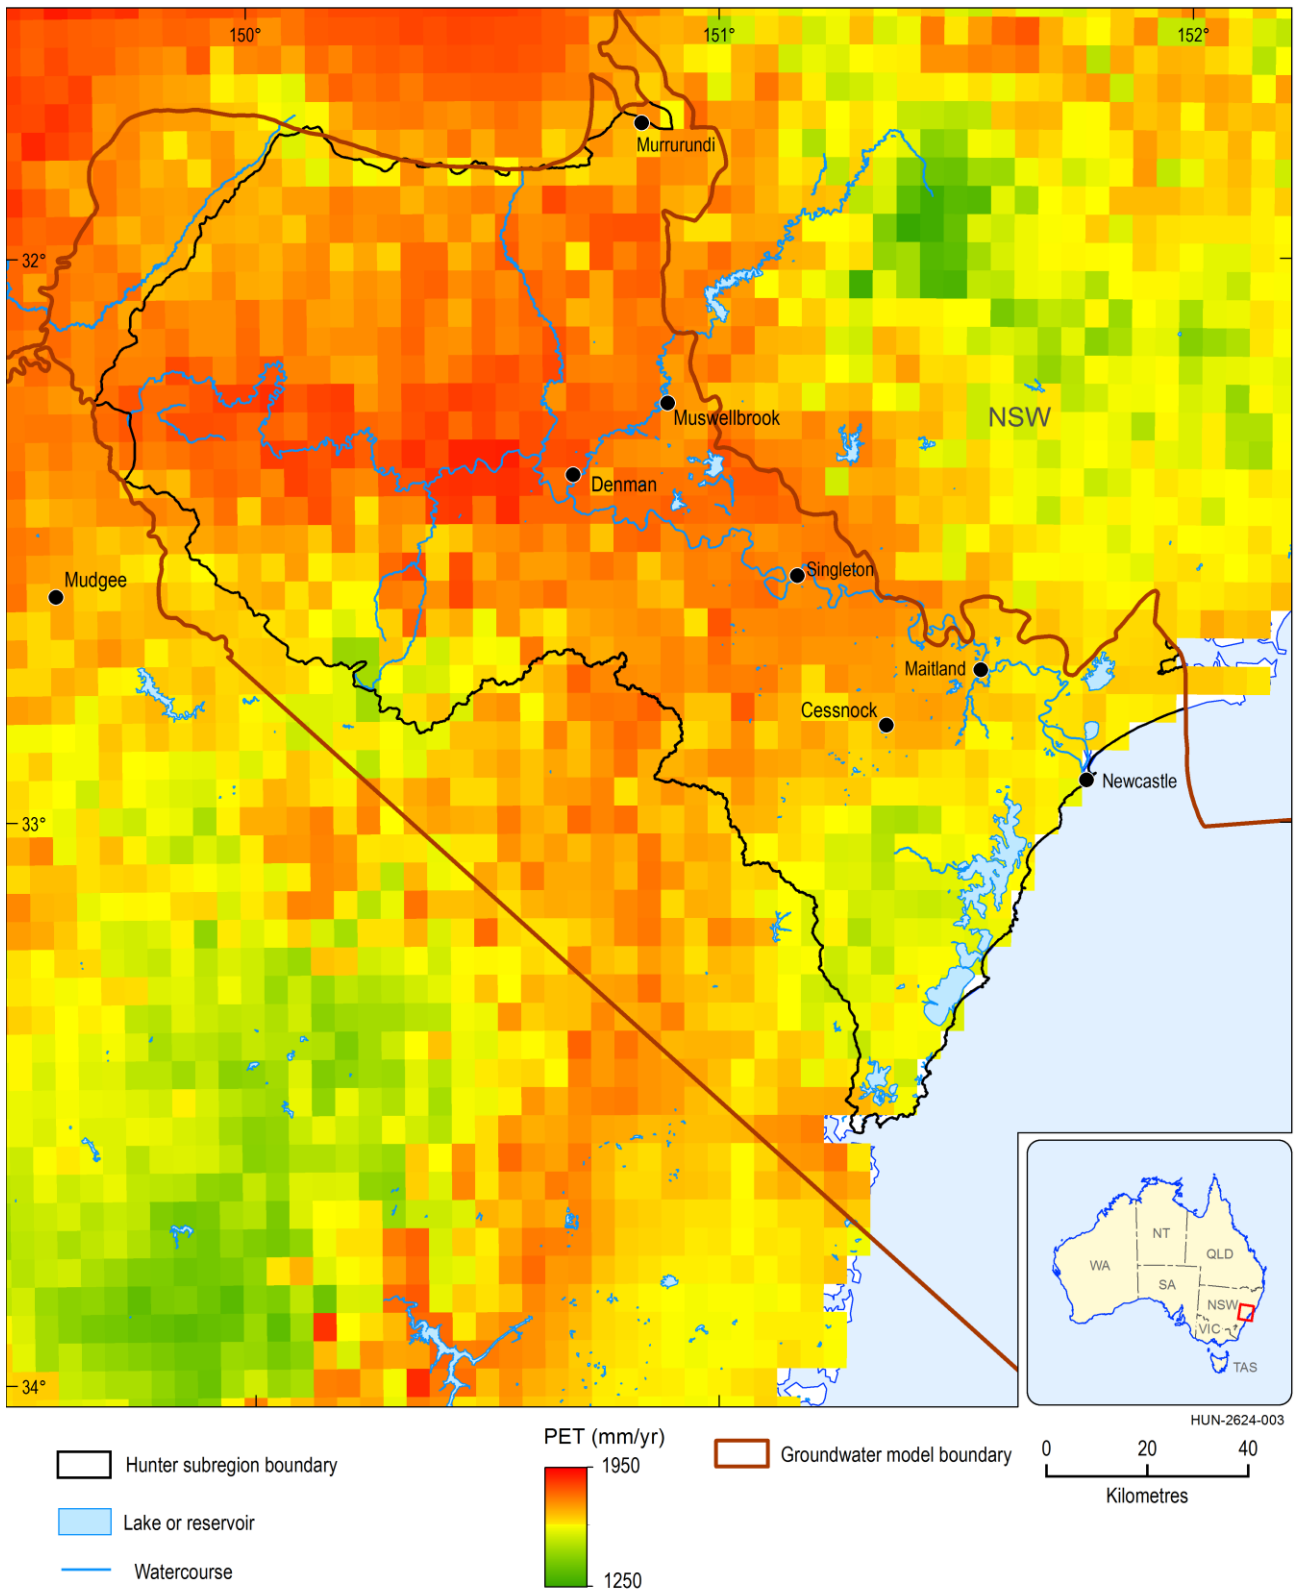 150°
151°
152°
Murrurundi
32°
NSW
Muswellbrook
Denman
Singleton
Mudgee
Maitland
Cessnock
Newcastle
33°
34°
NT
QLD
WA
SA
NSW
VIC
TAS
HUN-2624-003
PET (mm/yr)
1950
1250
Hunter subregion boundary
Groundwater model boundary
0 20 40
Kilometres
Lake or reservoir
Watercourse